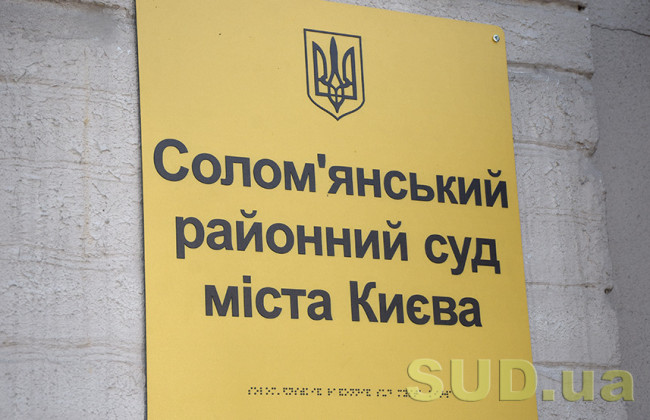 Солом'янський
районний суд
міста Києва
SUD.ua